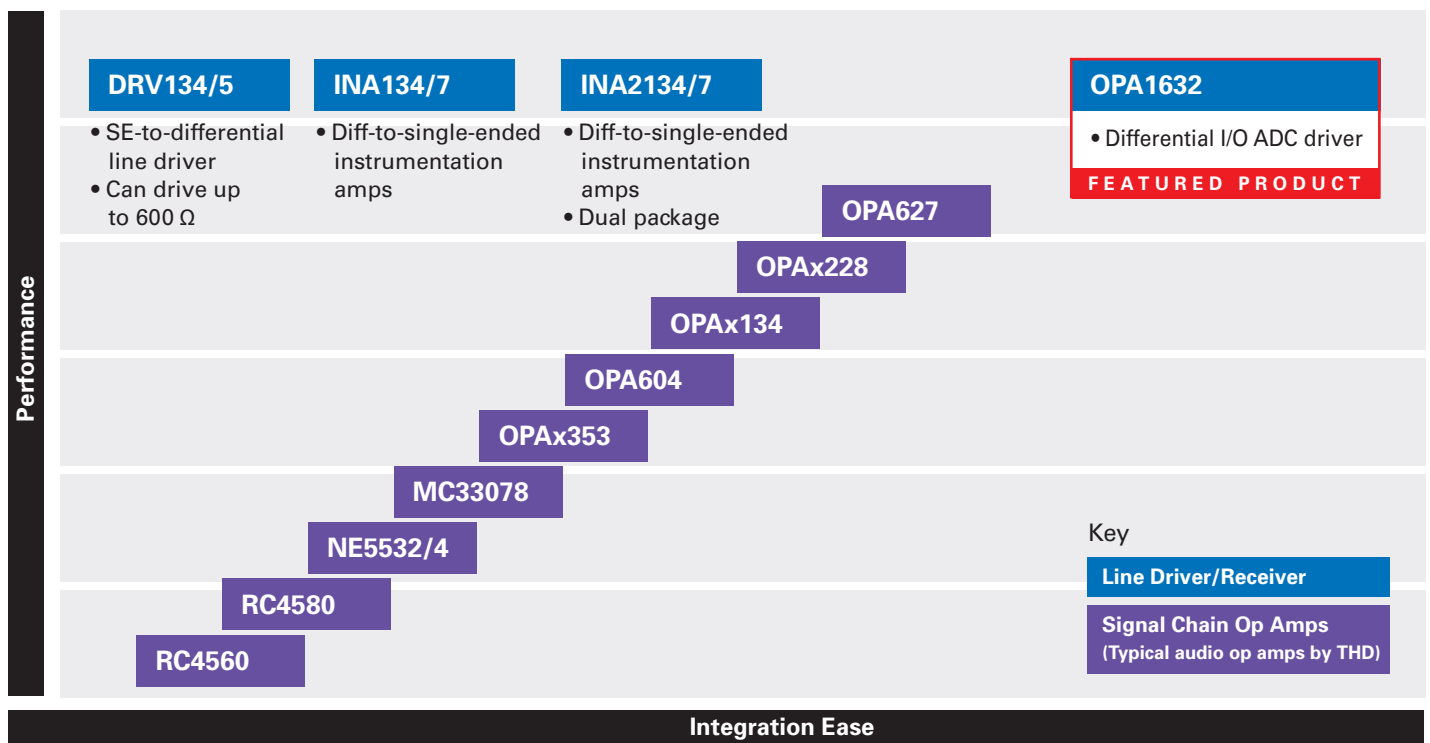 DRV134/5
• SE-to-differential
line driver
• Can drive up
to 600 Ω
INA134/7
• Diff-to-single-ended
instrumentation
amps
INA2134/7
• Diff-to-single-ended
instrumentation
amps
• Dual package
OPA1632
• Differential I/O ADC driver
FEATURED PRODUCT
OPA627
OPAx228
OPAx134
OPA604
OPAx353
MC33078
NE5532/4
RC4580
RC4560
Key
Line Driver/Receiver
Signal Chain Op Amps
(Typical audio op amps by THD)
Performance
Integration Ease